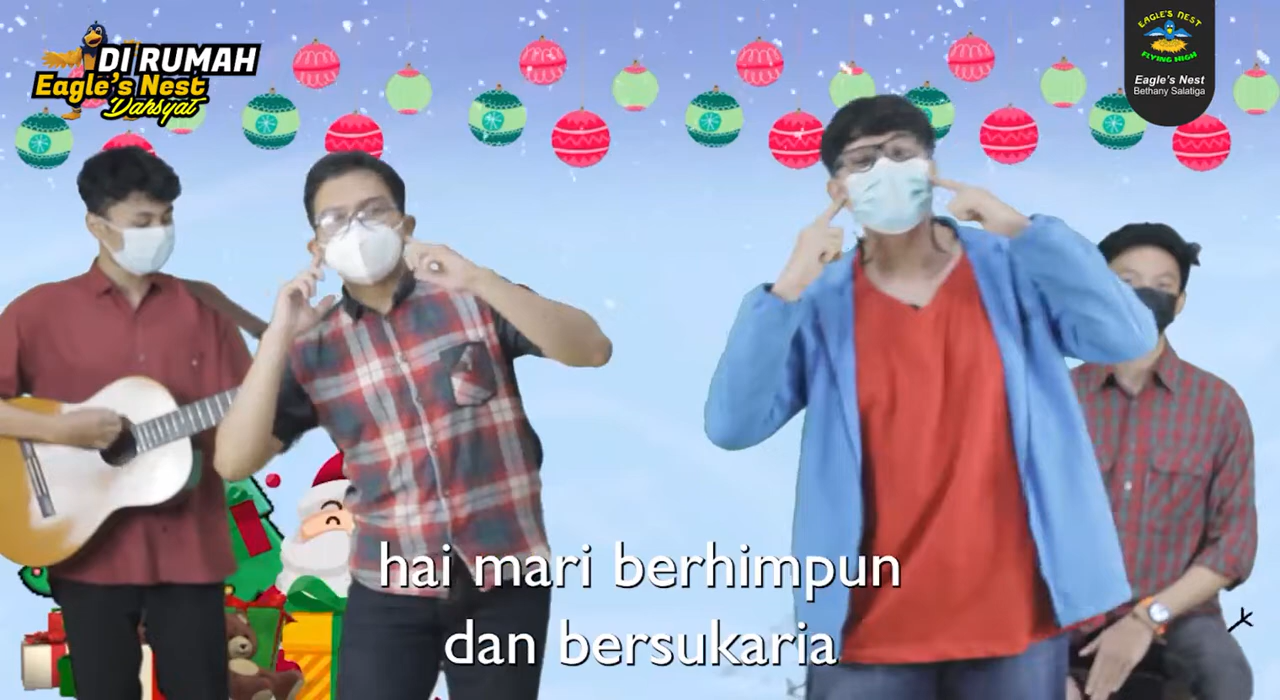 DI RUMAH
Eagle's Nest
Dahsyat
EAGLE'S NEST
FLYING HIGH
Eagle's Nest
Bethany Salatiga
hai mari berhimpun
dan bersukaria